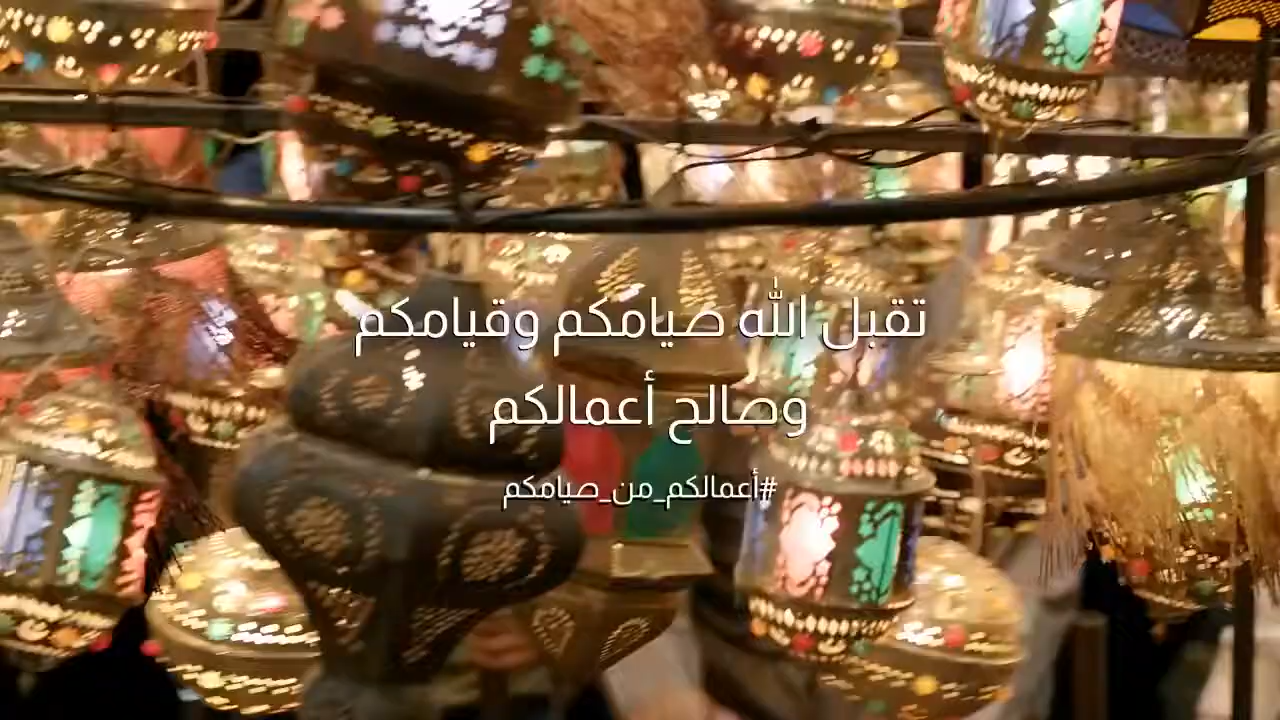 تقبل الله صيامكم وقيامكم
وصالح أعمالكم
#أعمالكم_من_صيامكم